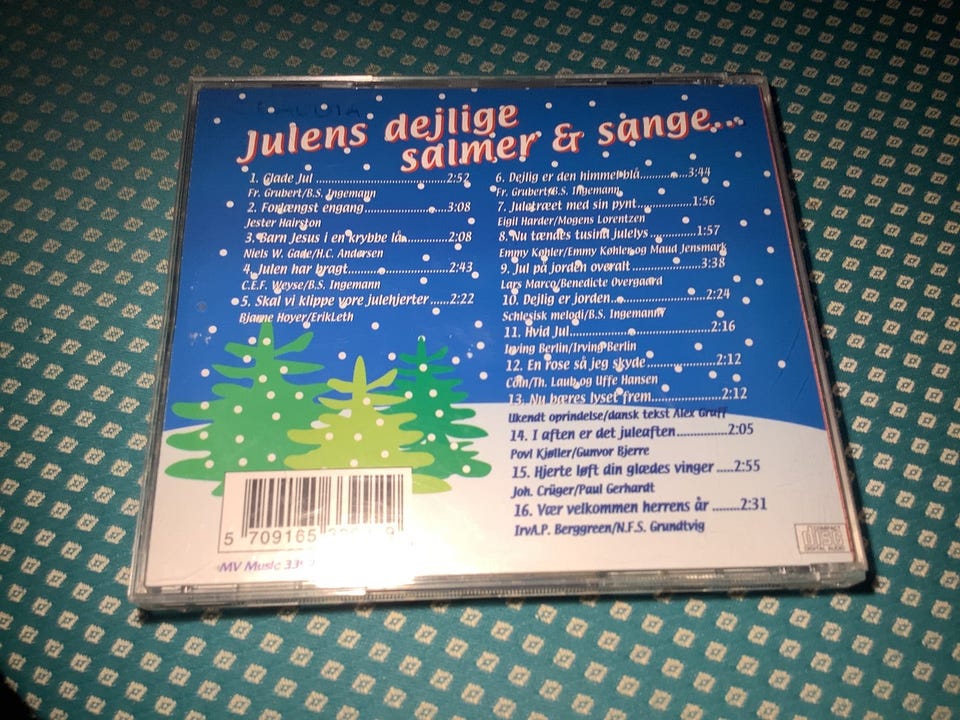 Julens dejlige
salmer & sange...
1. Glade Jul ........................................2:52
Fr. Grubert/B.S. Ingemann
2. Forlængst engang.........................3:08
Jester Hairston
3. Barn Jesus i en krybbe lå.............2:08
Niels W. Gade/H.C. Andersen
4. Julen har bragt..............................2:43
C.E.F. Weyse/B.S. Ingemann
5. Skal vi klippe vore julehjerter .......2:22
Bjarne Hoyer/ErikLeth
6. Dejlig er den himmel blå............3:44
Fr. Grubert/B.S. Ingemann
7. Juletræet med sin pynt..............1:56
Eigil Harder/Mogens Lorentzen
8. Nu tændes tusind julelys............1:57
Emmy Køhler/Emmy Køhler og Maud Jensmark
9. Jul på jorden overalt.................3:38
Lars Marco/Benedicte Overgaard
10. Dejlig er jorden.......................2:24
Schlesisk melodi/B.S. Ingemann
11. Hvid Jul...................................2:16
Irving Berlin/Irving Berlin
12. En rose så jeg skyde.................2:12
Cöln/Th. Laub og Uffe Hansen
13. Nu bæres lyset frem.................2:12
Ukendt oprindelse/dansk tekst Alex Graff
14. I aften er det juleaften...............2:05
Povl Kjøller/Gunvor Bjerre
15. Hjerte løft din glædes vinger .....2:55
Joh. Crüger/Paul Gerhardt
16. Vær velkommen herrens år ........2:31
IrvA.P. Berggreen/N.F.S. Grundtvig
5 709165
MV Music
COMPACT
DISC
DIGITAL AUDIO